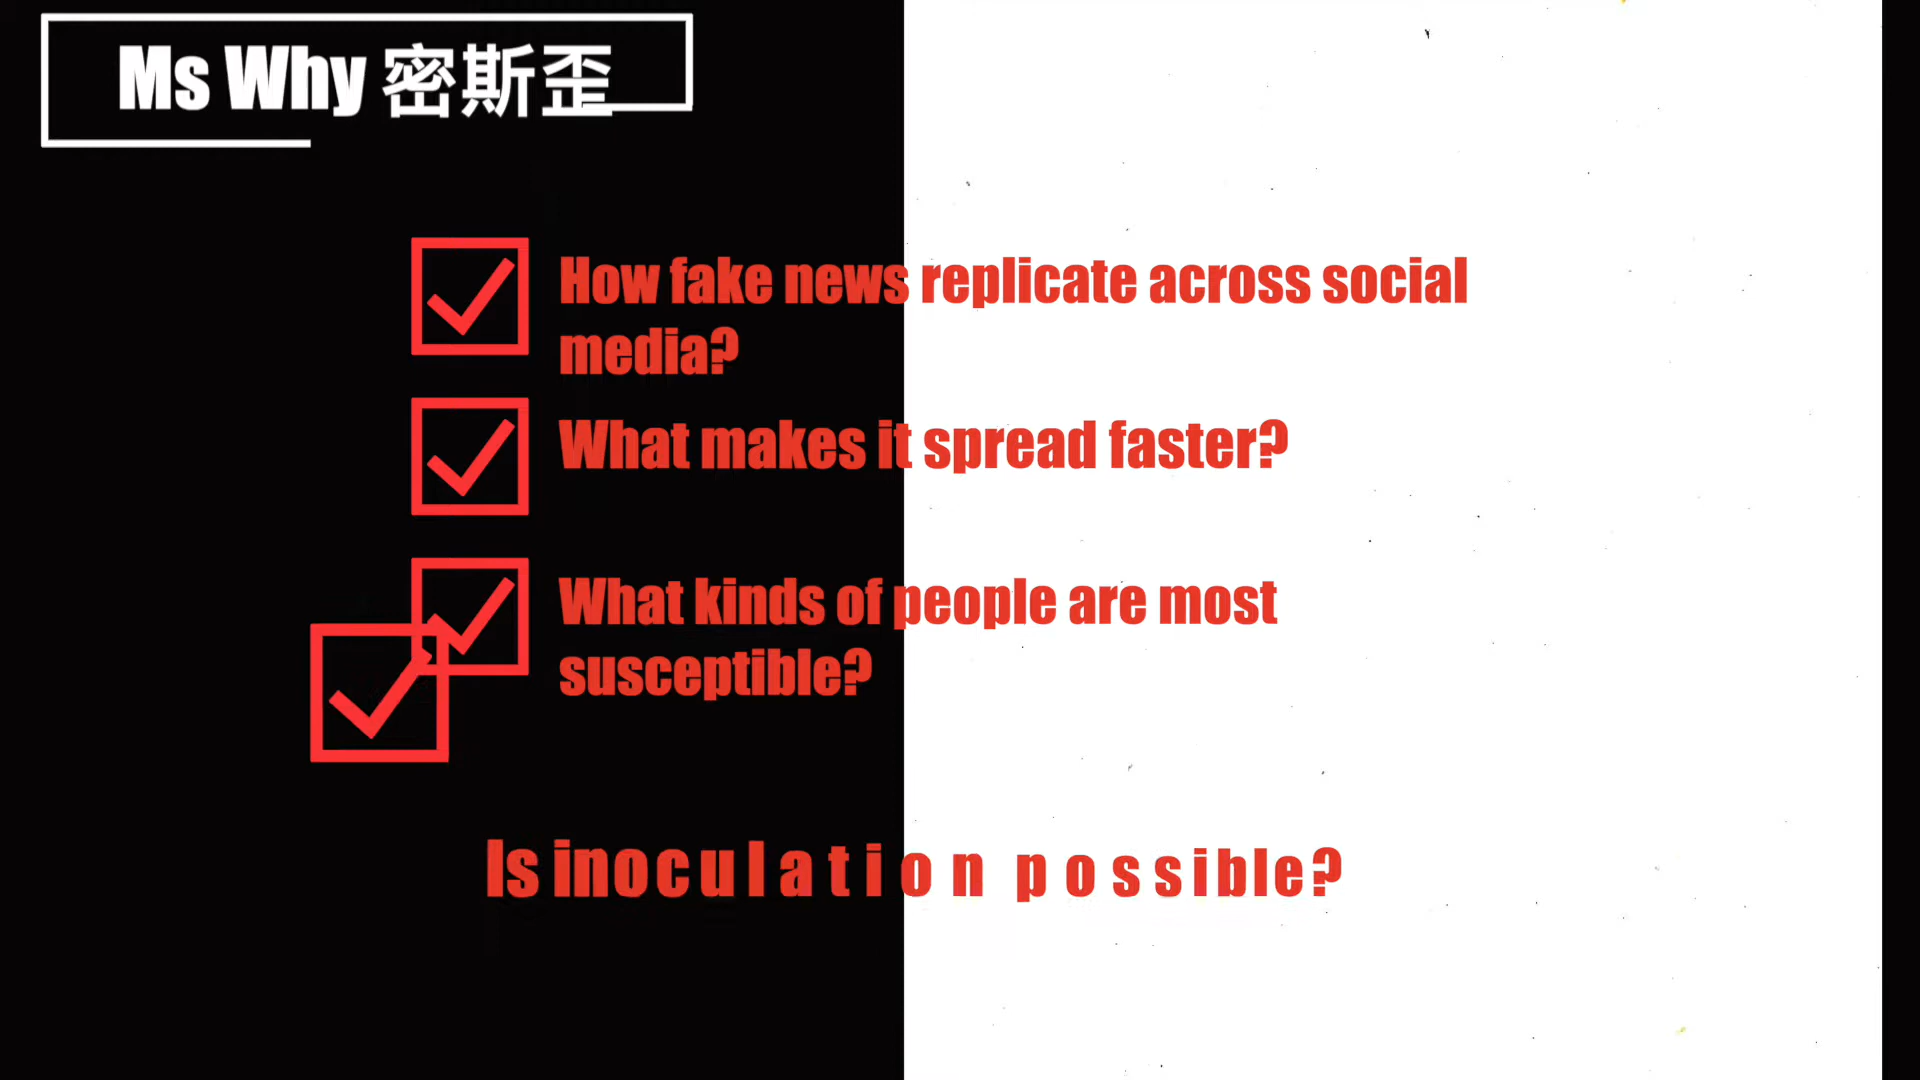 Ms Why 密斯歪
How fake news replicate across social
media?
What makes it spread faster?
What kinds of people are most
susceptible?
Is inoculation possible?